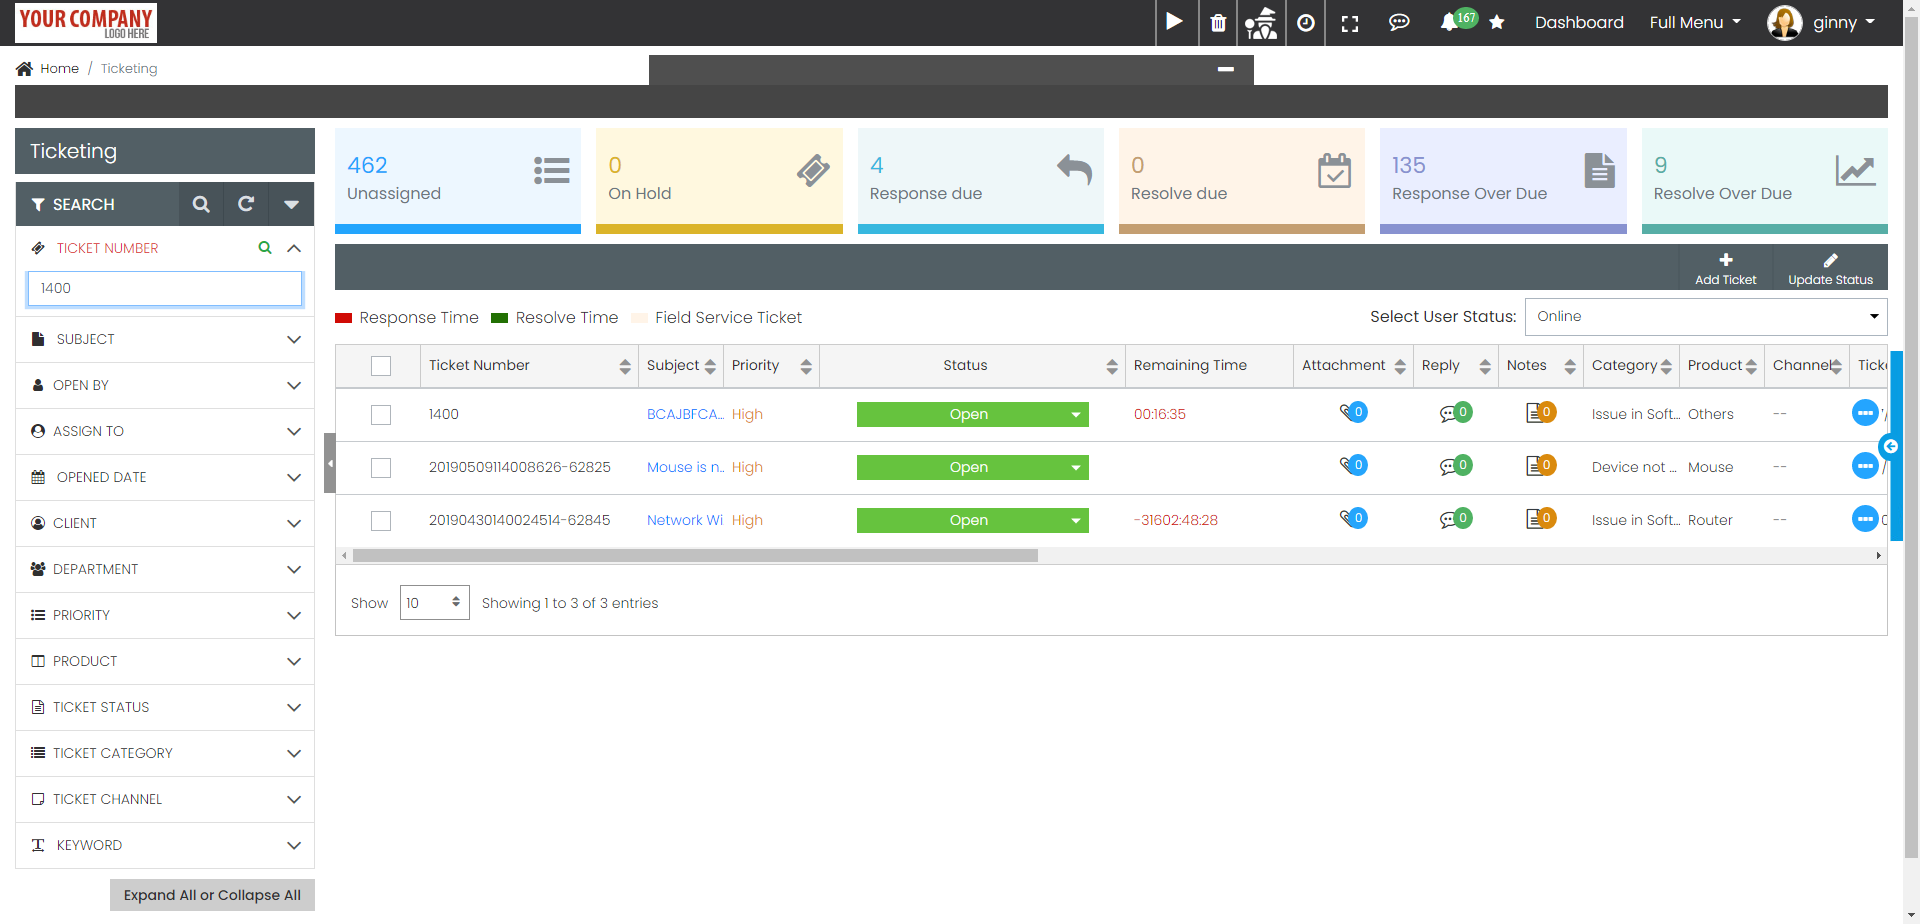 YOUR COMPANY
LOGO HERE
167
Dashboard
Full Menu
ginny
Home / Ticketing
Ticketing
SEARCH
TICKET NUMBER
1400
SUBJECT
OPEN BY
ASSIGN TO
OPENED DATE
CLIENT
DEPARTMENT
PRIORITY
PRODUCT
TICKET STATUS
TICKET CATEGORY
TICKET CHANNEL
KEYWORD
Expand All or Collapse All
462
Unassigned
0
On Hold
4
Response due
0
Resolve due
135
Response Over Due
9
Resolve Over Due
Add Ticket
Update Status
Response Time Resolve Time Field Service Ticket
Select User Status: Online
Ticket Number Subject Priority Status Remaining Time Attachment Reply Notes Category Product Channel Ticke
1400 BCAJBFCA... High Open 00:16:35 0 0 0 Issue in Soft... Others --
20190509114008626-62825 Mouse is n.. High Open 0 0 0 Device not ... Mouse --
20190430140024514-62845 Network Wi High Open -31602:48:28 0 0 0 Issue in Soft... Router --
Show 10 Showing 1 to 3 of 3 entries